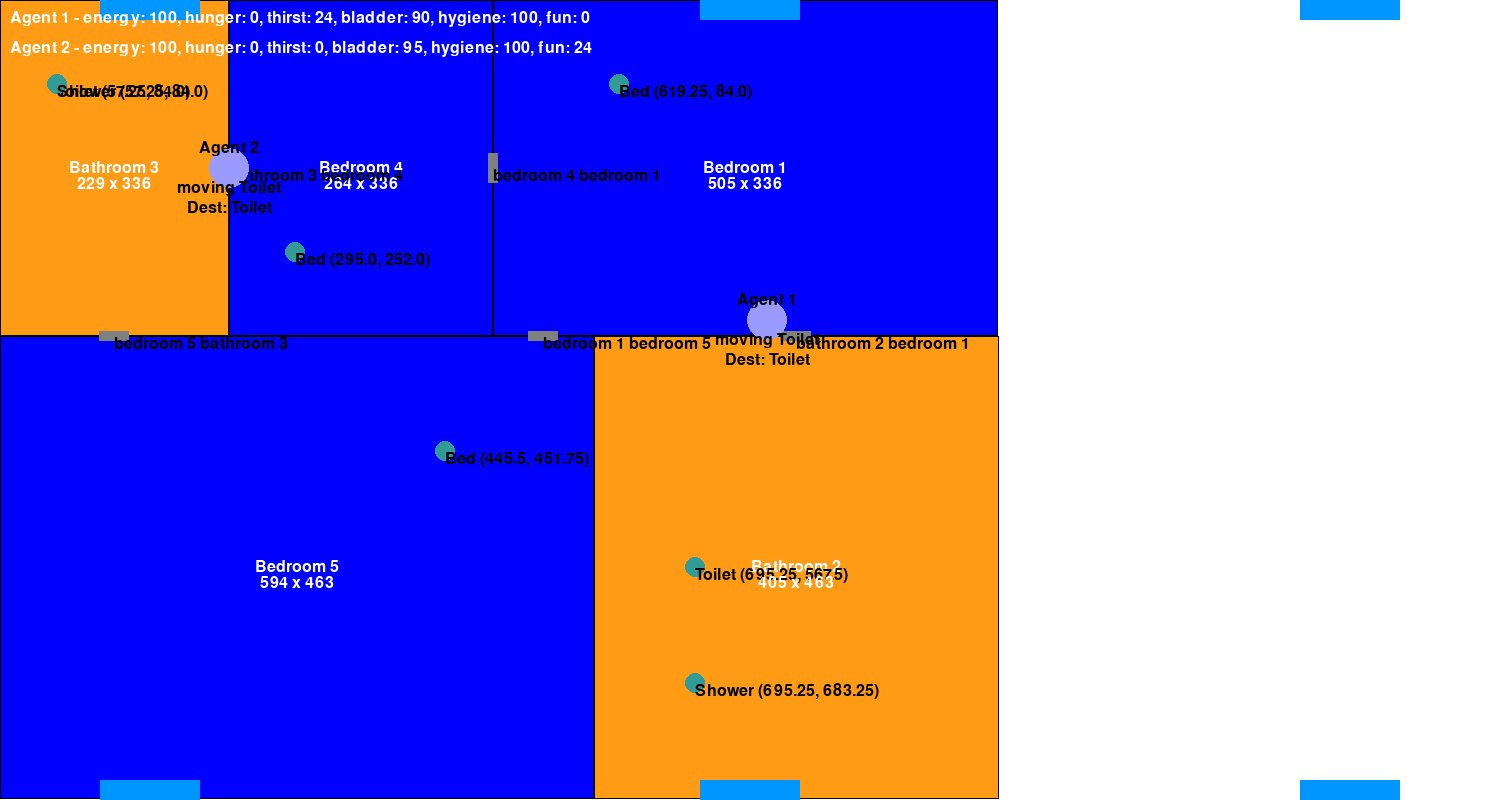 Agent 1 - energy: 100, hunger: 0, thirst: 24, bladder: 90, hygiene: 100, fun: 0
Agent 2 - energy: 100, hunger: 0, thirst: 0, bladder: 95, hygiene: 100, fun: 24
Bed (619.25, 84.0)
Agent 2
Bathroom 3
229 x 336
Bedroom 4
264 x 336
Bedroom 1
505 x 336
bedroom 4 bedroom 1
moving Toilet
Dest: Toilet
Bed (295.0, 252.0)
Agent 1
bedroom 5 bathroom 3
bedroom 1 bedroom 5
moving Toilet
bathroom 2 bedroom 1
Dest: Toilet
Bed (445.5, 451.75)
Bedroom 5
594 x 463
Bathroom 2
405 x 463
Toilet (695.25, 567.5)
Shower (695.25, 683.25)